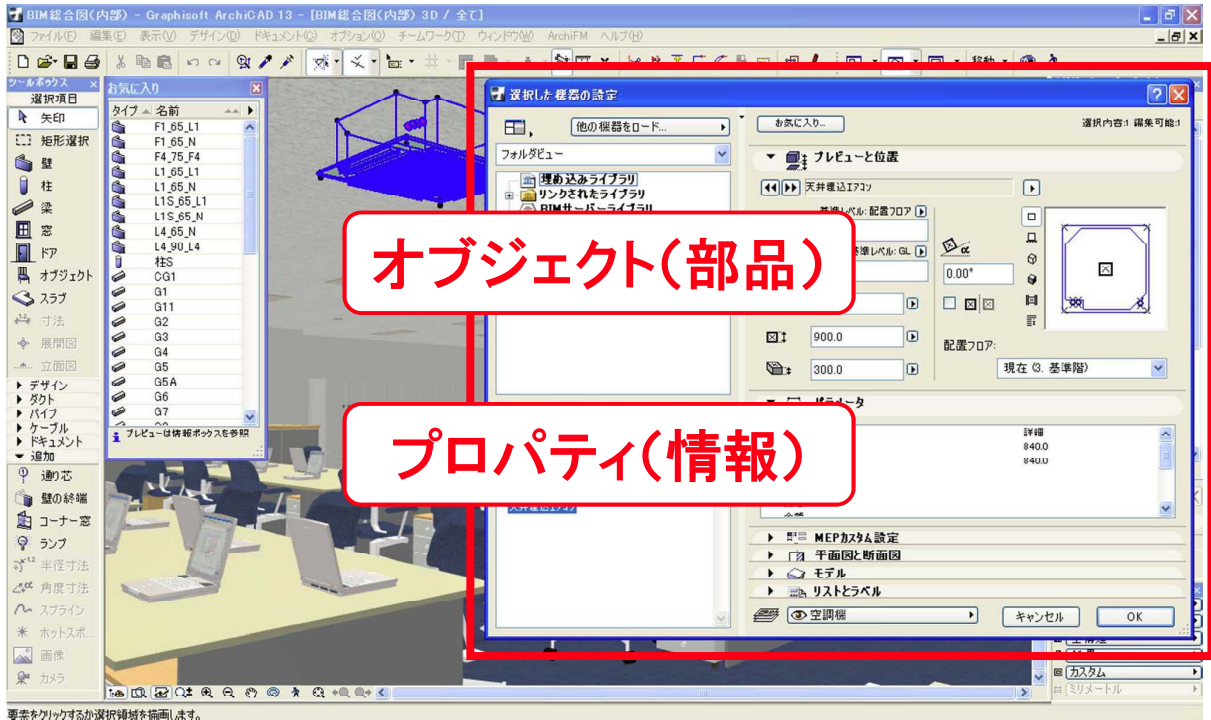 BIM総合図(内部) - Graphisoft ArchiCAD 13 - [BIM総合図(内部) 3D / 全て]
ファイル(F) 編集(E) 表示(V) デザイン(D) ドキュメント(C) オプション(O) チームワーク(T) ウィンドウ(W) ArchiFM ヘルプ(H)
移動
ツールボックス
選択項目
矢印
矩形選択
壁
柱
梁
窓
ドア
オブジェクト
スラブ
寸法
展開図
立面図
デザイン
ダクト
パイプ
ケーブル
ドキュメント
追加
通り芯
壁の終端
コーナー窓
ランプ
半径寸法
角度寸法
スプライン
ホットスポ...
画像
カメラ
お気に入り
タイプ 名前
F1_65_L1
F1_65_N
F4_75_F4
L1_65_L1
L1_65_N
L1S_65_L1
L1S_65_N
L4_65_N
L4_90_L4
柱S
CG1
G1
G11
G2
G3
G4
G5
G5A
G6
G7
プレビューは情報ボックスを参照
選択した機器の設定
他の機器をロード...
フォルダビュー
埋め込みライブラリ
リンクされたライブラリ
BIMサーバーライブラリ
天井埋込エアコン
お気に入り...
選択内容:1 編集可能:1
プレビューと位置
天井埋込エアコン
基準レベル: 配置フロア
基準レベル: GL
α
0.00°
900.0
300.0
配置フロア:
現在 (3. 基準階)
パラメータ
詳細
840.0
840.0
MEPカスタム設定
平面図と断面図
モデル
リストとラベル
空調機
キャンセル
OK
オブジェクト(部品)
プロパティ(情報)
カスタム
ミリメートル
要素をクリックするか選択領域を描画します。